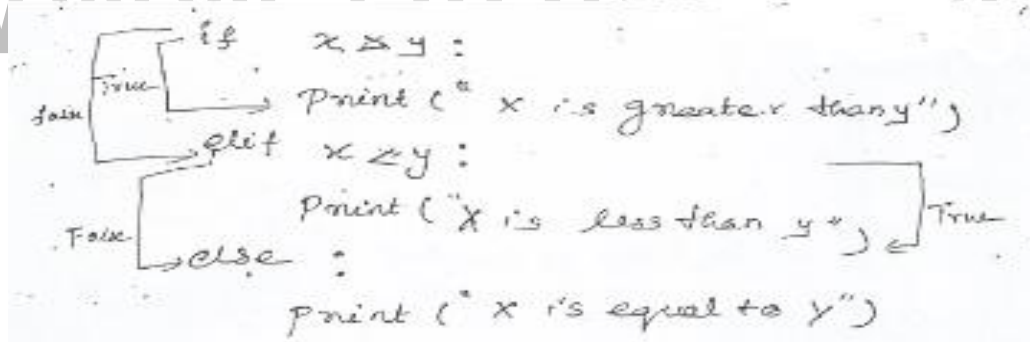 if x > y :
True
print (" x is greater than y")
false
elif x < y :
print ("x is less than y")
True
False
else :
print (" x is equal to y")